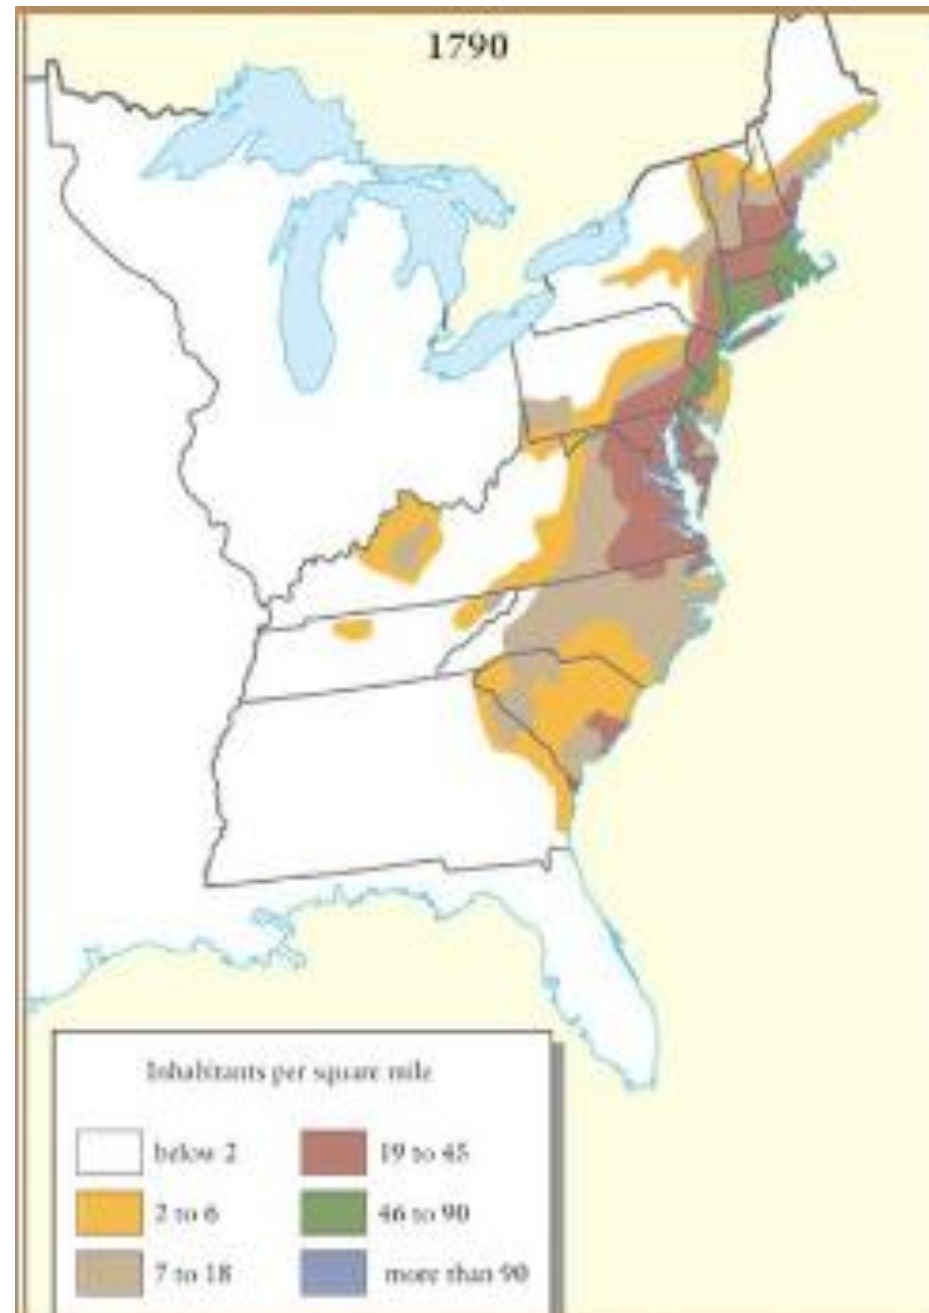 1790
Inhabitants per square mile
below 2
2 to 6
7 to 18
19 to 45
46 to 90
more than 90